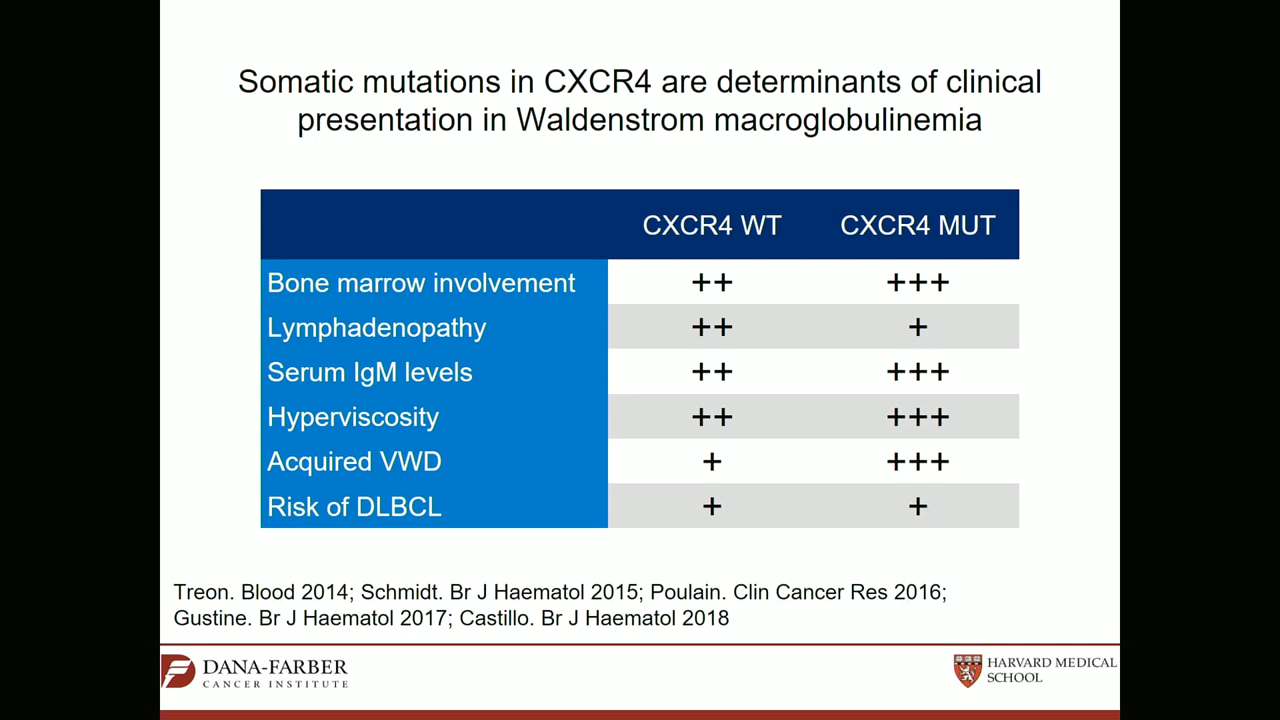 Somatic mutations in CXCR4 are determinants of clinical
presentation in Waldenstrom macroglobulinemia
CXCR4 WT CXCR4 MUT
Bone marrow involvement ++ +++
Lymphadenopathy ++ +
Serum IgM levels ++ +++
Hyperviscosity ++ +++
Acquired VWD + +++
Risk of DLBCL + +
Treon. Blood 2014; Schmidt. Br J Haematol 2015; Poulain. Clin Cancer Res 2016;
Gustine. Br J Haematol 2017; Castillo. Br J Haematol 2018
DANA-FARBER
CANCER INSTITUTE
HARVARD MEDICAL
SCHOOL